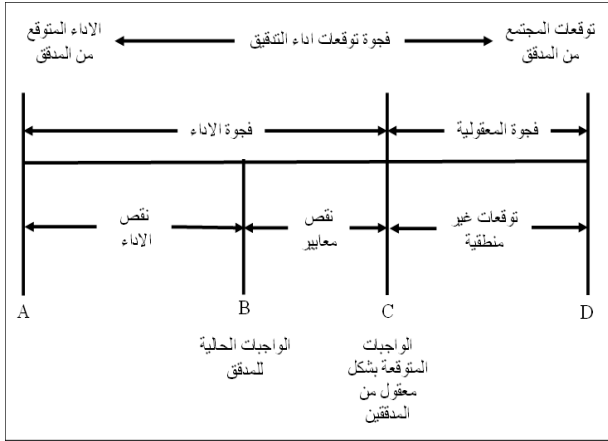 توقعات المجتمع
من المدقق
فجوة توقعات اداء التدقيق
الاداء المتوقع
من المدقق
فجوة المعقولية
فجوة الاداء
توقعات غير
منطقية
نقص
معايير
نقص
الاداء
A
B
C
D
الواجبات الحالية
للمدقق
الواجبات
المتوقعة بشكل
معقول من
المدققين